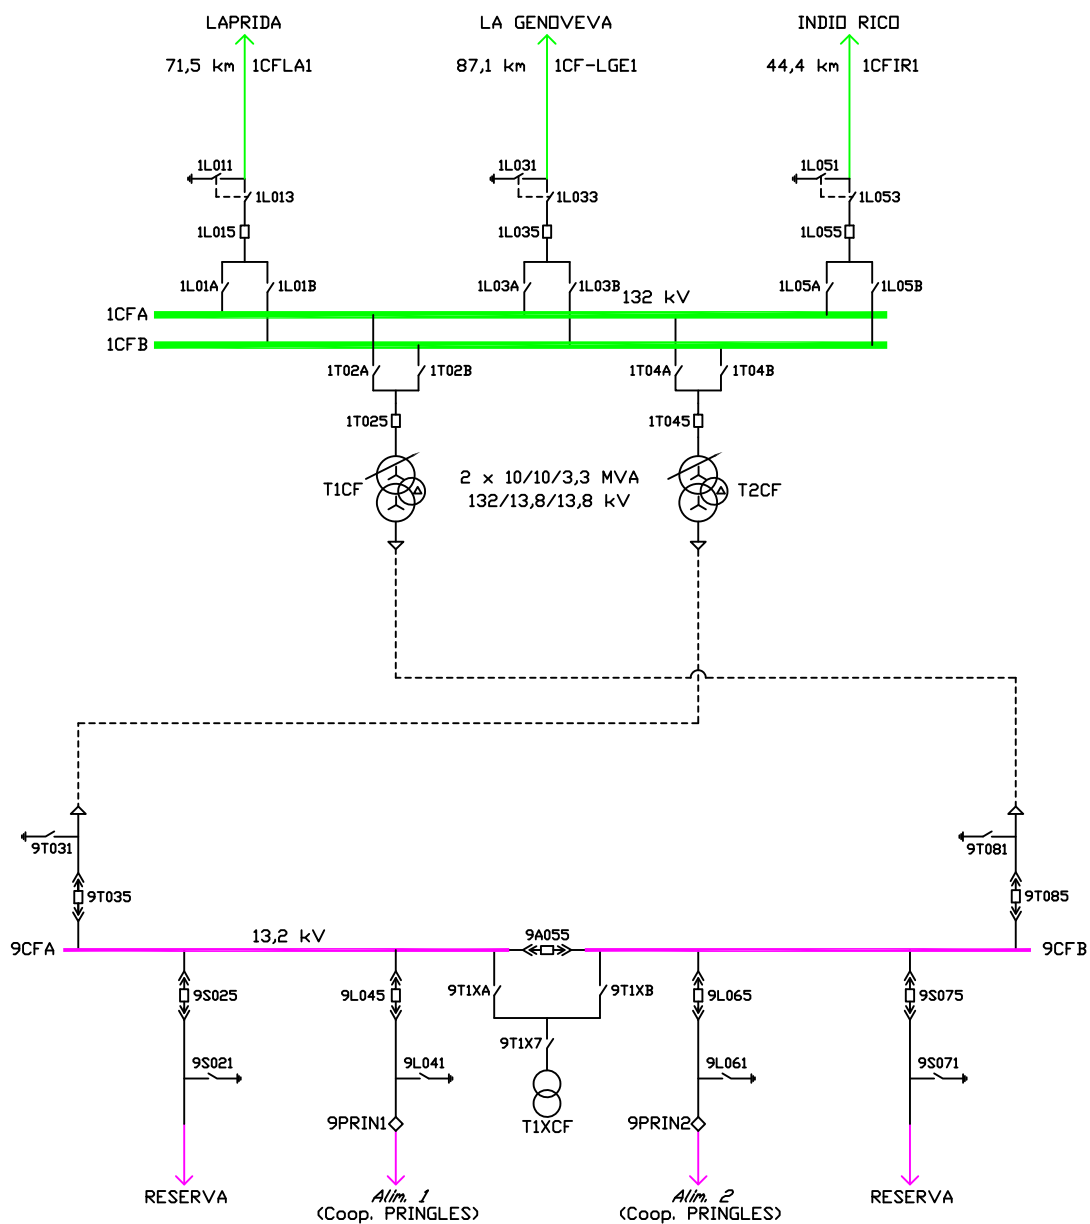 LAPRIDA
LA GENOVEVA
INDIO RICO
71,5 km 1CFLA1
87,1 km 1CF-LGE1
44,4 km 1CFIR1
1L011
1L031
1L051
1L013
1L033
1L053
1L015
1L035
1L055
1L01A
1L01B
1L03A
1L03B
1L05A
1L05B
132 kV
1CFA
1CFB
1T02A
1T02B
1T04A
1T04B
1T025
1T045
T1CF
2 x 10/10/3,3 MVA
132/13,8/13,8 kV
T2CF
9T031
9T081
9T035
9T085
9CFA
13,2 kV
9A055
9CFB
9S025
9L045
9T1XA
9T1XB
9L065
9S075
9T1X7
9S021
9L041
9L061
9S071
9PRIN1
T1XCF
9PRIN2
RESERVA
Alim. 1
(Coop. PRINGLES)
Alim. 2
(Coop. PRINGLES)
RESERVA